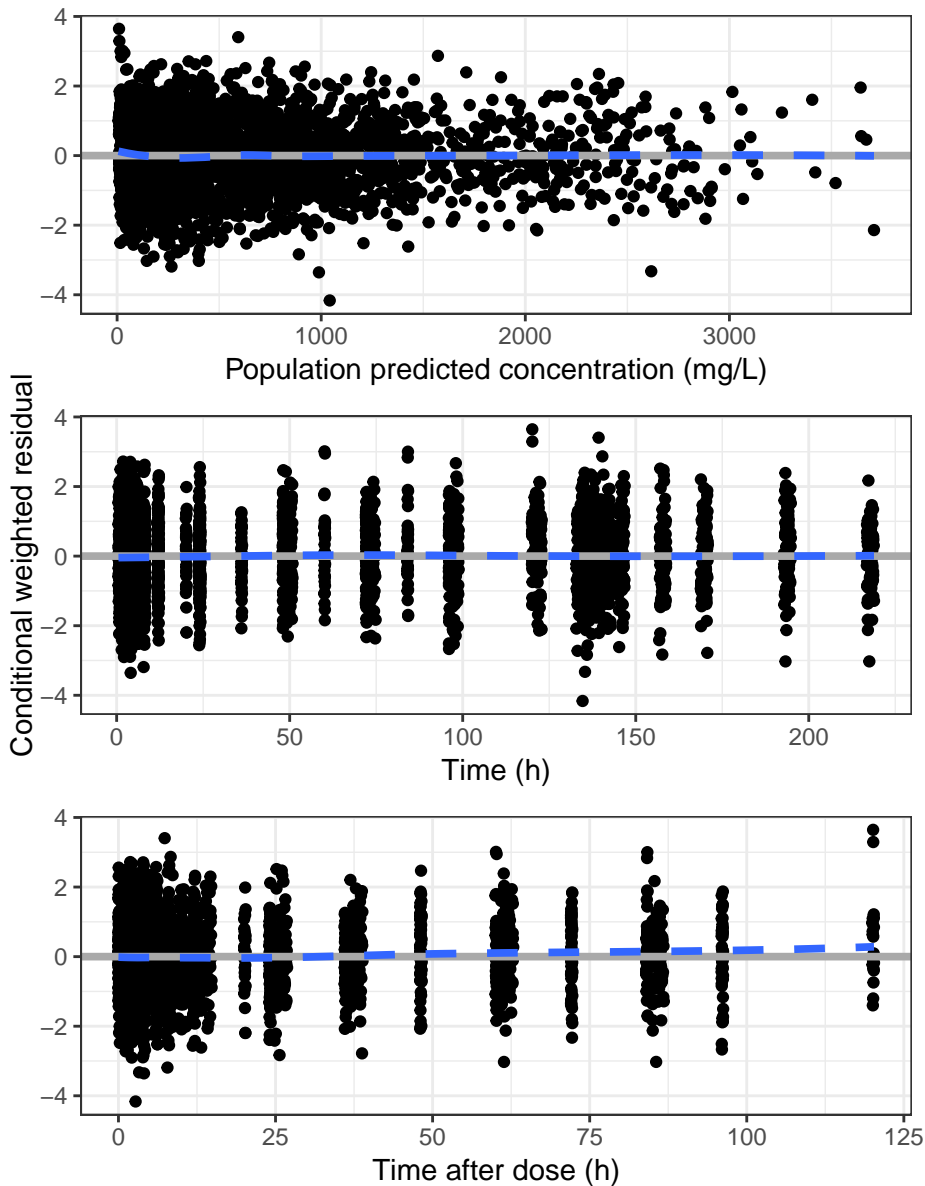 Conditional weighted residual
4
2
0
−2
−4
0 1000 2000 3000
Population predicted concentration (mg/L)
4
2
0
−2
−4
0 50 100 150 200
Time (h)
4
2
0
−2
−4
0 25 50 75 100 125
Time after dose (h)